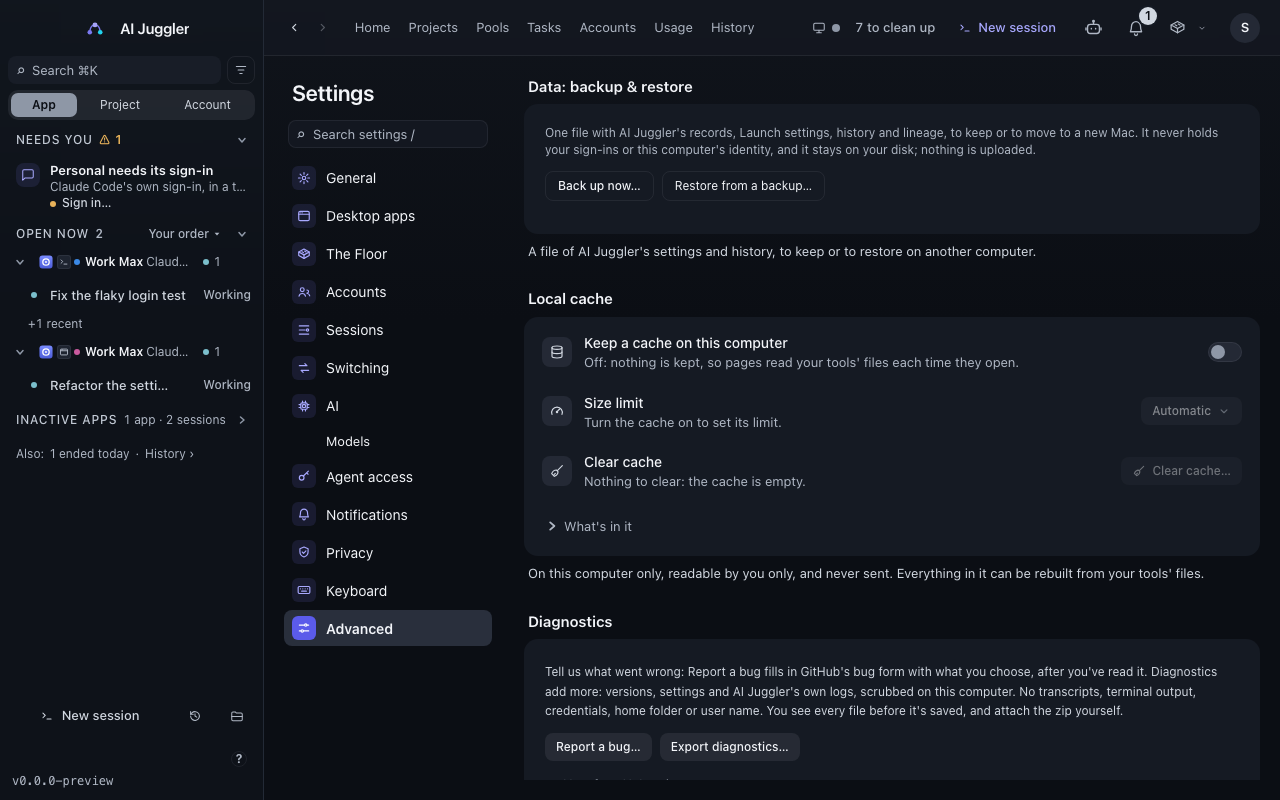 AI Juggler
Search ⌘K
App Project Account
NEEDS YOU 1
Personal needs its sign-in
Claude Code's own sign-in, in a t...
Sign in...
OPEN NOW 2 Your order
Work Max Claud... 1
Fix the flaky login test Working
+1 recent
Work Max Claud... 1
Refactor the setti... Working
INACTIVE APPS 1 app · 2 sessions
Also: 1 ended today · History ›
New session
?
v0.0.0-preview
Home Projects Pools Tasks Accounts Usage History
7 to clean up
New session
1
S
Settings
Search settings /
General
Desktop apps
The Floor
Accounts
Sessions
Switching
AI
Models
Agent access
Notifications
Privacy
Keyboard
Advanced
Data: backup & restore
One file with AI Juggler's records, Launch settings, history and lineage, to keep or to move to a new Mac. It never holds
your sign-ins or this computer's identity, and it stays on your disk; nothing is uploaded.
Back up now... Restore from a backup...
A file of AI Juggler's settings and history, to keep or to restore on another computer.
Local cache
Keep a cache on this computer
Off: nothing is kept, so pages read your tools' files each time they open.
Size limit
Turn the cache on to set its limit.
Automatic
Clear cache
Nothing to clear: the cache is empty.
Clear cache...
What's in it
On this computer only, readable by you only, and never sent. Everything in it can be rebuilt from your tools' files.
Diagnostics
Tell us what went wrong: Report a bug fills in GitHub's bug form with what you choose, after you've read it. Diagnostics
add more: versions, settings and AI Juggler's own logs, scrubbed on this computer. No transcripts, terminal output,
credentials, home folder or user name. You see every file before it's saved, and attach the zip yourself.
Report a bug... Export diagnostics...